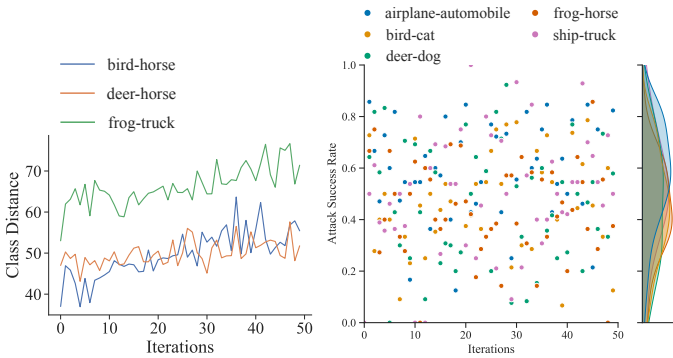 bird-horse
deer-horse
frog-truck
Class Distance
70
60
50
40
0 10 20 30 40 50
Iterations
airplane-automobile
bird-cat
deer-dog
frog-horse
ship-truck
Attack Success Rate
1.0
0.8
0.6
0.4
0.2
0.0
0 10 20 30 40 50
Iterations